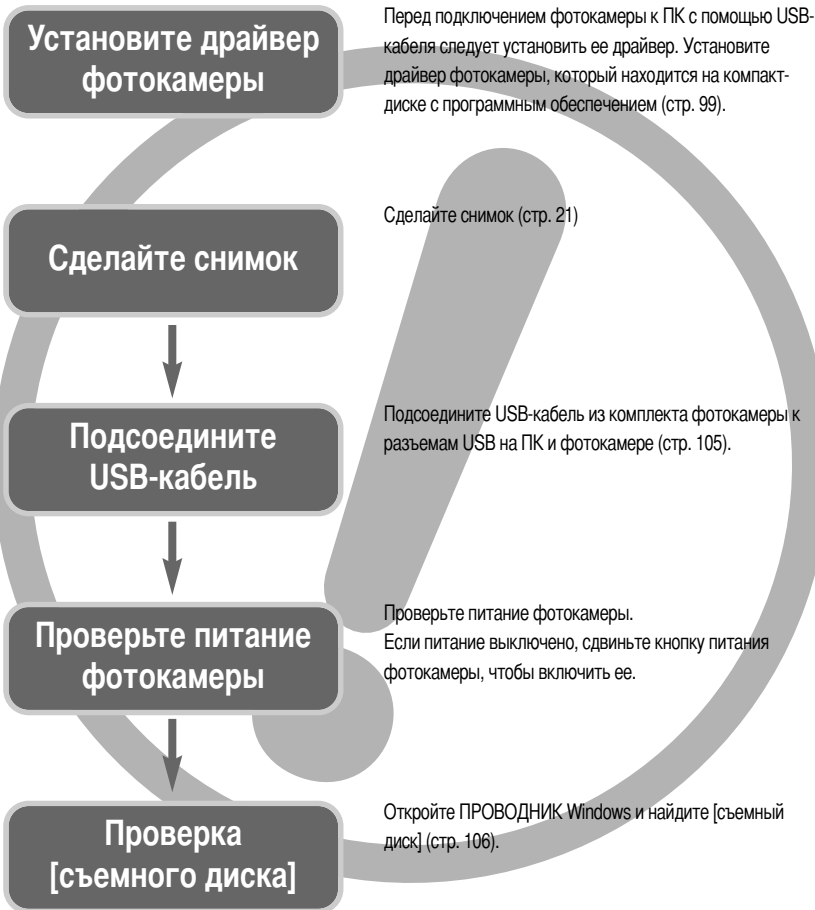 Установите драйвер
фотокамеры
Перед подключением фотокамеры к ПК с помощью USB-
кабеля следует установить ее драйвер. Установите
драйвер фотокамеры, который находится на компакт-
диске с программным обеспечением (стр. 99).
Сделайте снимок
Сделайте снимок (стр. 21)
Подсоедините
USB-кабель
Подсоедините USB-кабель из комплекта фотокамеры к
разъемам USB на ПК и фотокамере (стр. 105).
Проверьте питание
фотокамеры
Проверьте питание фотокамеры.
Если питание выключено, сдвиньте кнопку питания
фотокамеры, чтобы включить ее.
Проверка
[съемного диска]
Откройте ПРОВОДНИК Windows и найдите [съемный
диск] (стр. 106).